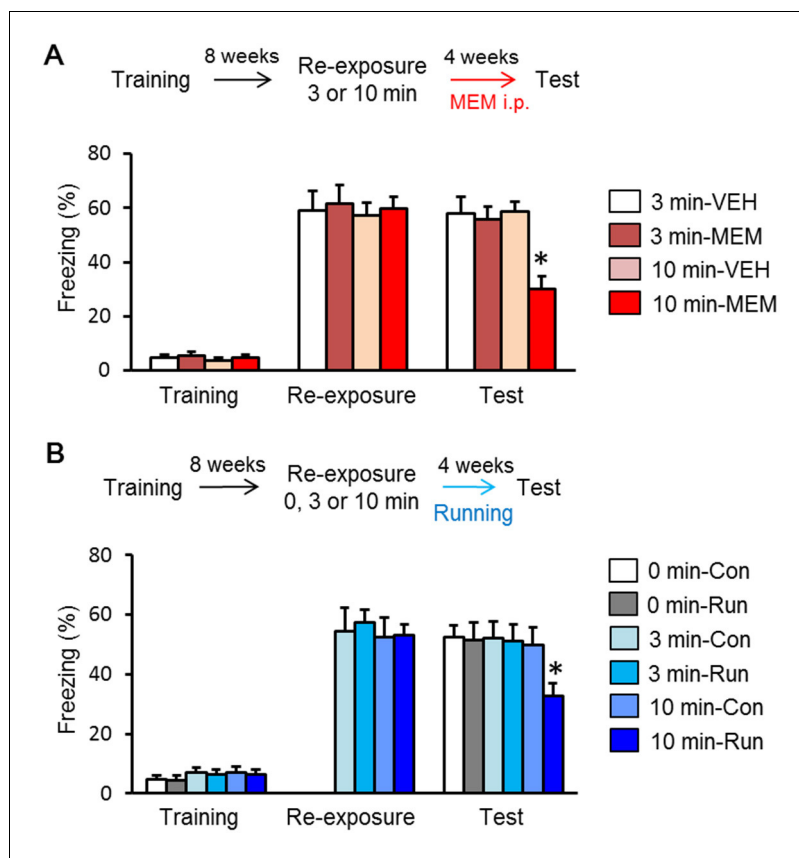 A
8 weeks
4 weeks
Training
Re-exposure
Test
3 or 10 min
MEM i.p.
80
60
40
20
0
Freezing (%)
*
3 min-VEH
3 min-MEM
10 min-VEH
10 min-MEM
Training Re-exposure Test
B
8 weeks
4 weeks
Training
Re-exposure
Test
0, 3 or 10 min
Running
80
60
40
20
0
Freezing (%)
*
0 min-Con
0 min-Run
3 min-Con
3 min-Run
10 min-Con
10 min-Run
Training Re-exposure Test